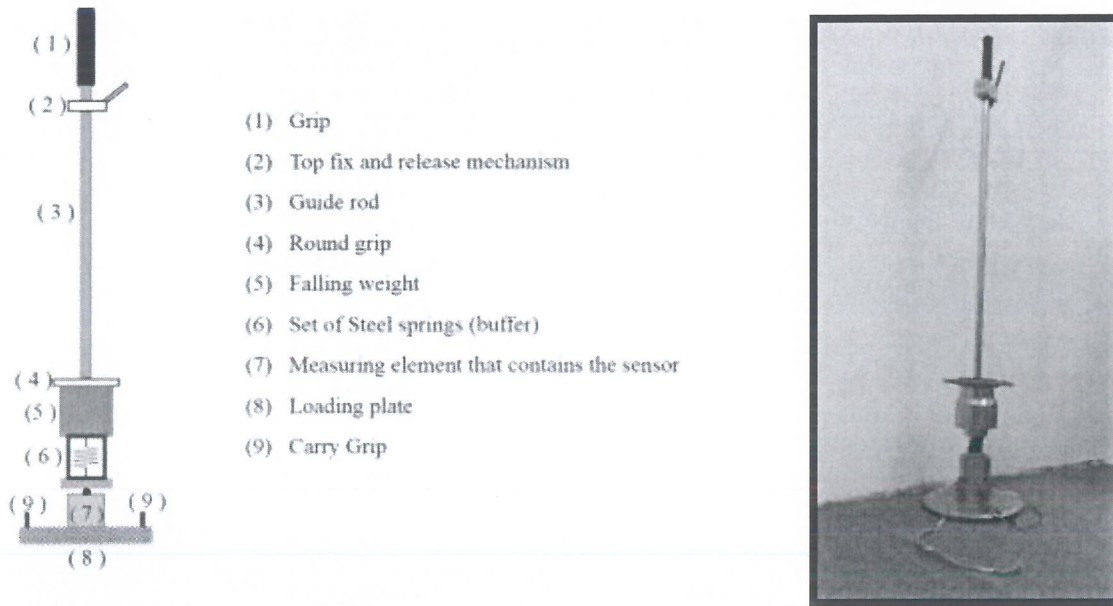 ( 1 )
( 2 )
( 3 )
( 4 )
( 5 )
( 6 )
( 9 )
( 7 )
( 9 )
( 8 )
(1) Grip
(2) Top fix and release mechanism
(3) Guide rod
(4) Round grip
(5) Falling weight
(6) Set of Steel springs (buffer)
(7) Measuring element that contains the sensor
(8) Loading plate
(9) Carry Grip